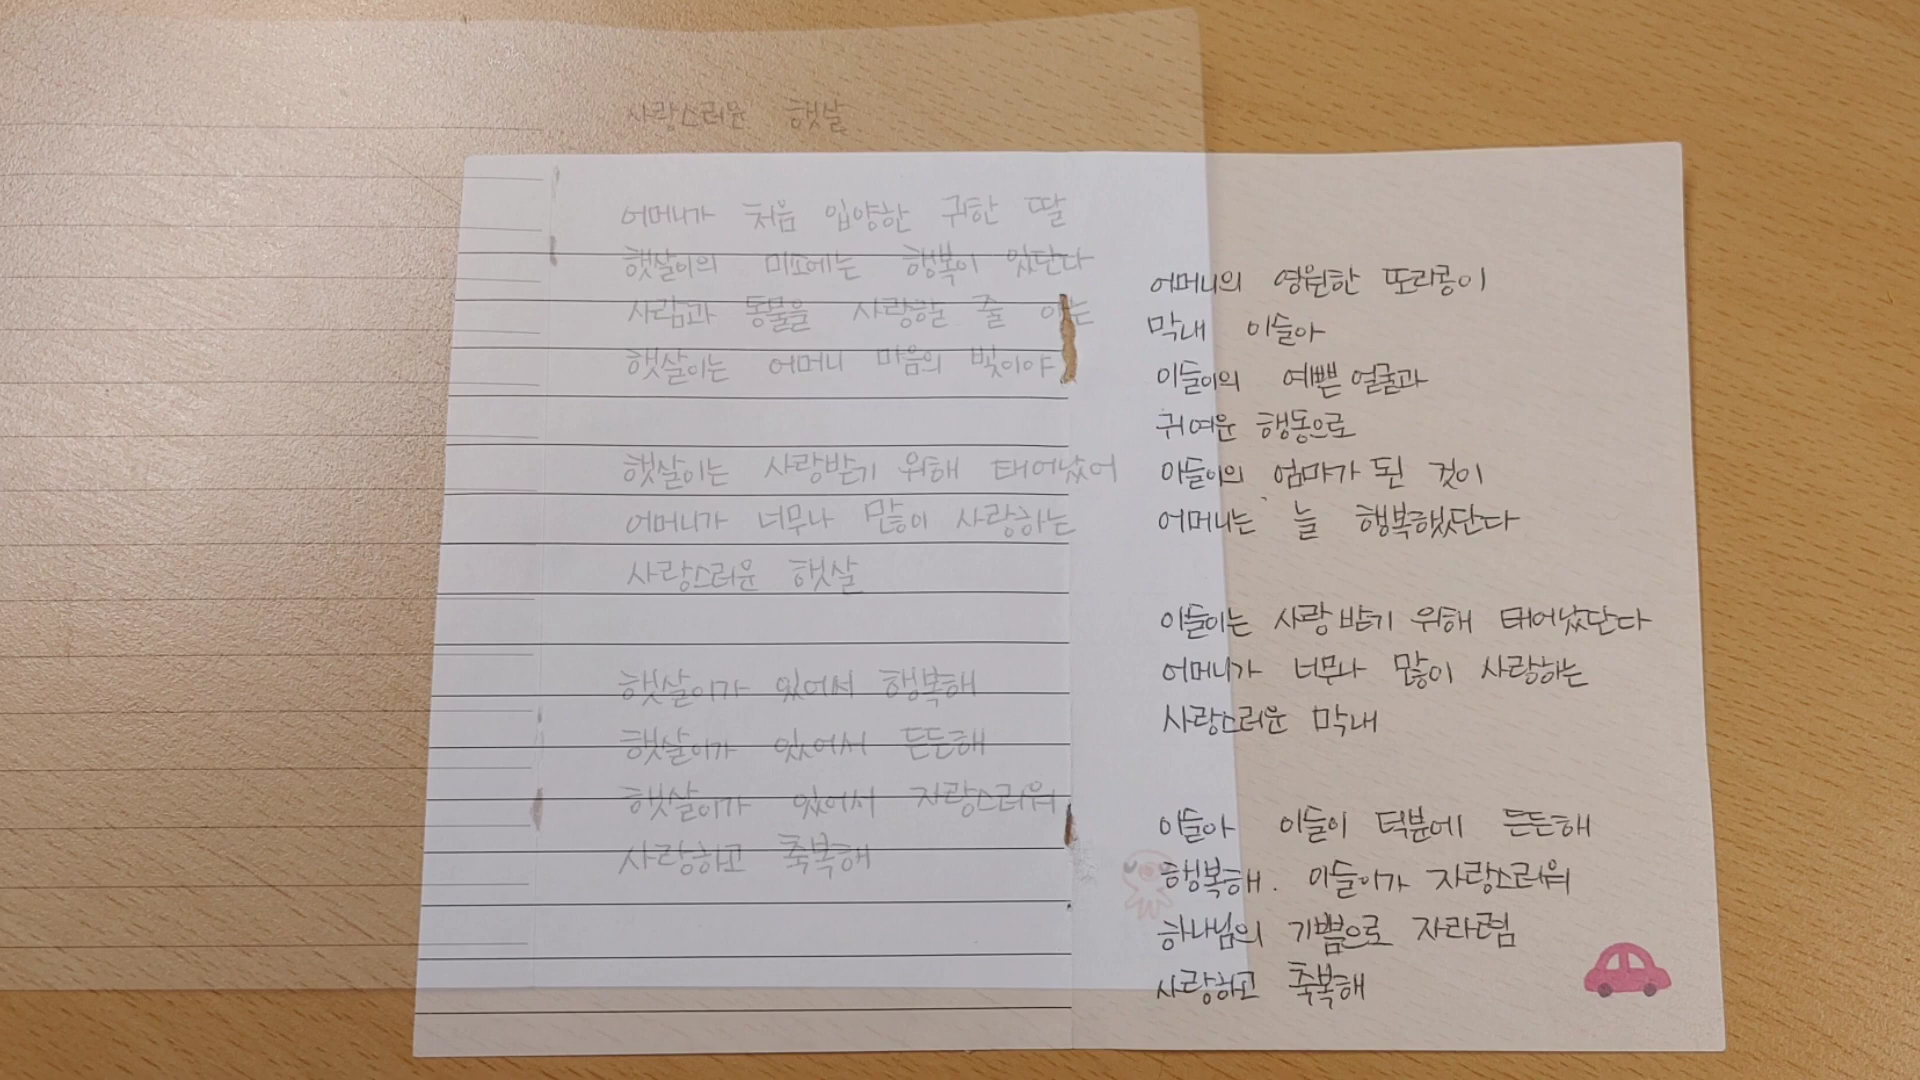 사랑스러운 햇살
어머니가 처음 입양한 귀한 딸
햇살이의 미소에는 행복이 있단다
사람과 동물을 사랑할 줄 아는
햇살이는 어머니 마음의 빛이야
햇살이는 사랑받기 위해 태어났어
어머니가 너무나 많이 사랑하는
사랑스러운 햇살
햇살이가 있어서 행복해
햇살이가 있어서 든든해
햇살이가 있어서 자랑스러워
사랑하고 축복해
어머니의 영원한 또리콩이
막내 이들아
이들이의 예쁜 얼굴과
귀여운 행동으로
이들이의 엄마가 된 것이
어머니는 늘 행복했단다
이들이는 사랑받기 위해 태어났단다
어머니가 너무나 많이 사랑하는
사랑스러운 막내
이들아 이들이 덕분에 든든해
행복해. 이들이가 자랑스러워
하나님의 기쁨으로 자라렴
사랑하고 축복해